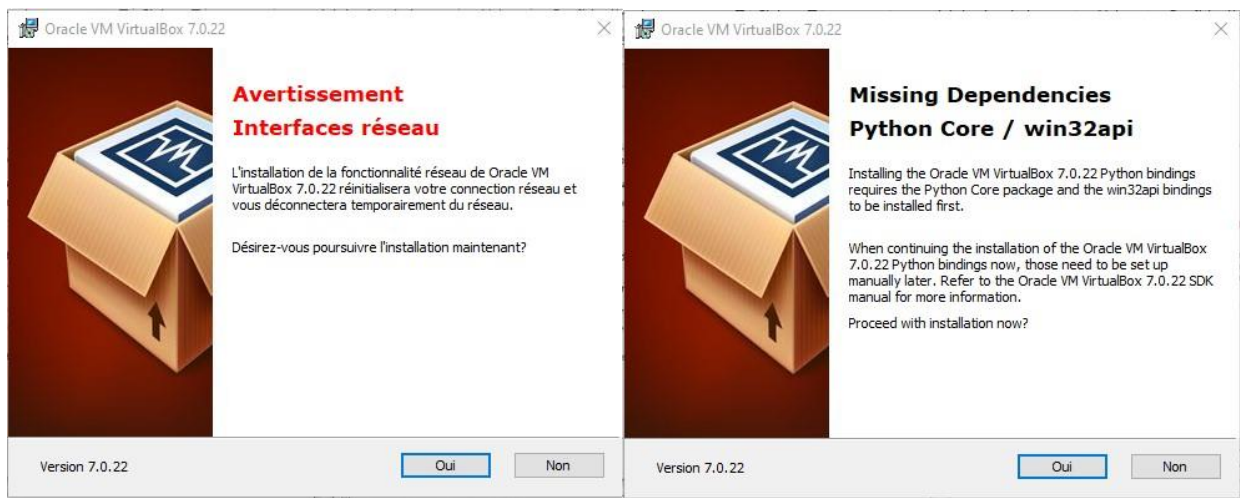 Oracle VM VirtualBox 7.0.22
Avertissement
Interfaces réseau
L'installation de la fonctionnalité réseau de Oracle VM
VirtualBox 7.0.22 réinitialisera votre connection réseau et
vous déconnectera temporairement du réseau.
Désirez-vous poursuivre l'installation maintenant?
Version 7.0.22
Oui
Non
Oracle VM VirtualBox 7.0.22
Missing Dependencies
Python Core / win32api
Installing the Oracle VM VirtualBox 7.0.22 Python bindings
requires the Python Core package and the win32api bindings
to be installed first.
When continuing the installation of the Oracle VM VirtualBox
7.0.22 Python bindings now, those need to be set up
manually later. Refer to the Oracle VM VirtualBox 7.0.22 SDK
manual for more information.
Proceed with installation now?
Version 7.0.22
Oui
Non